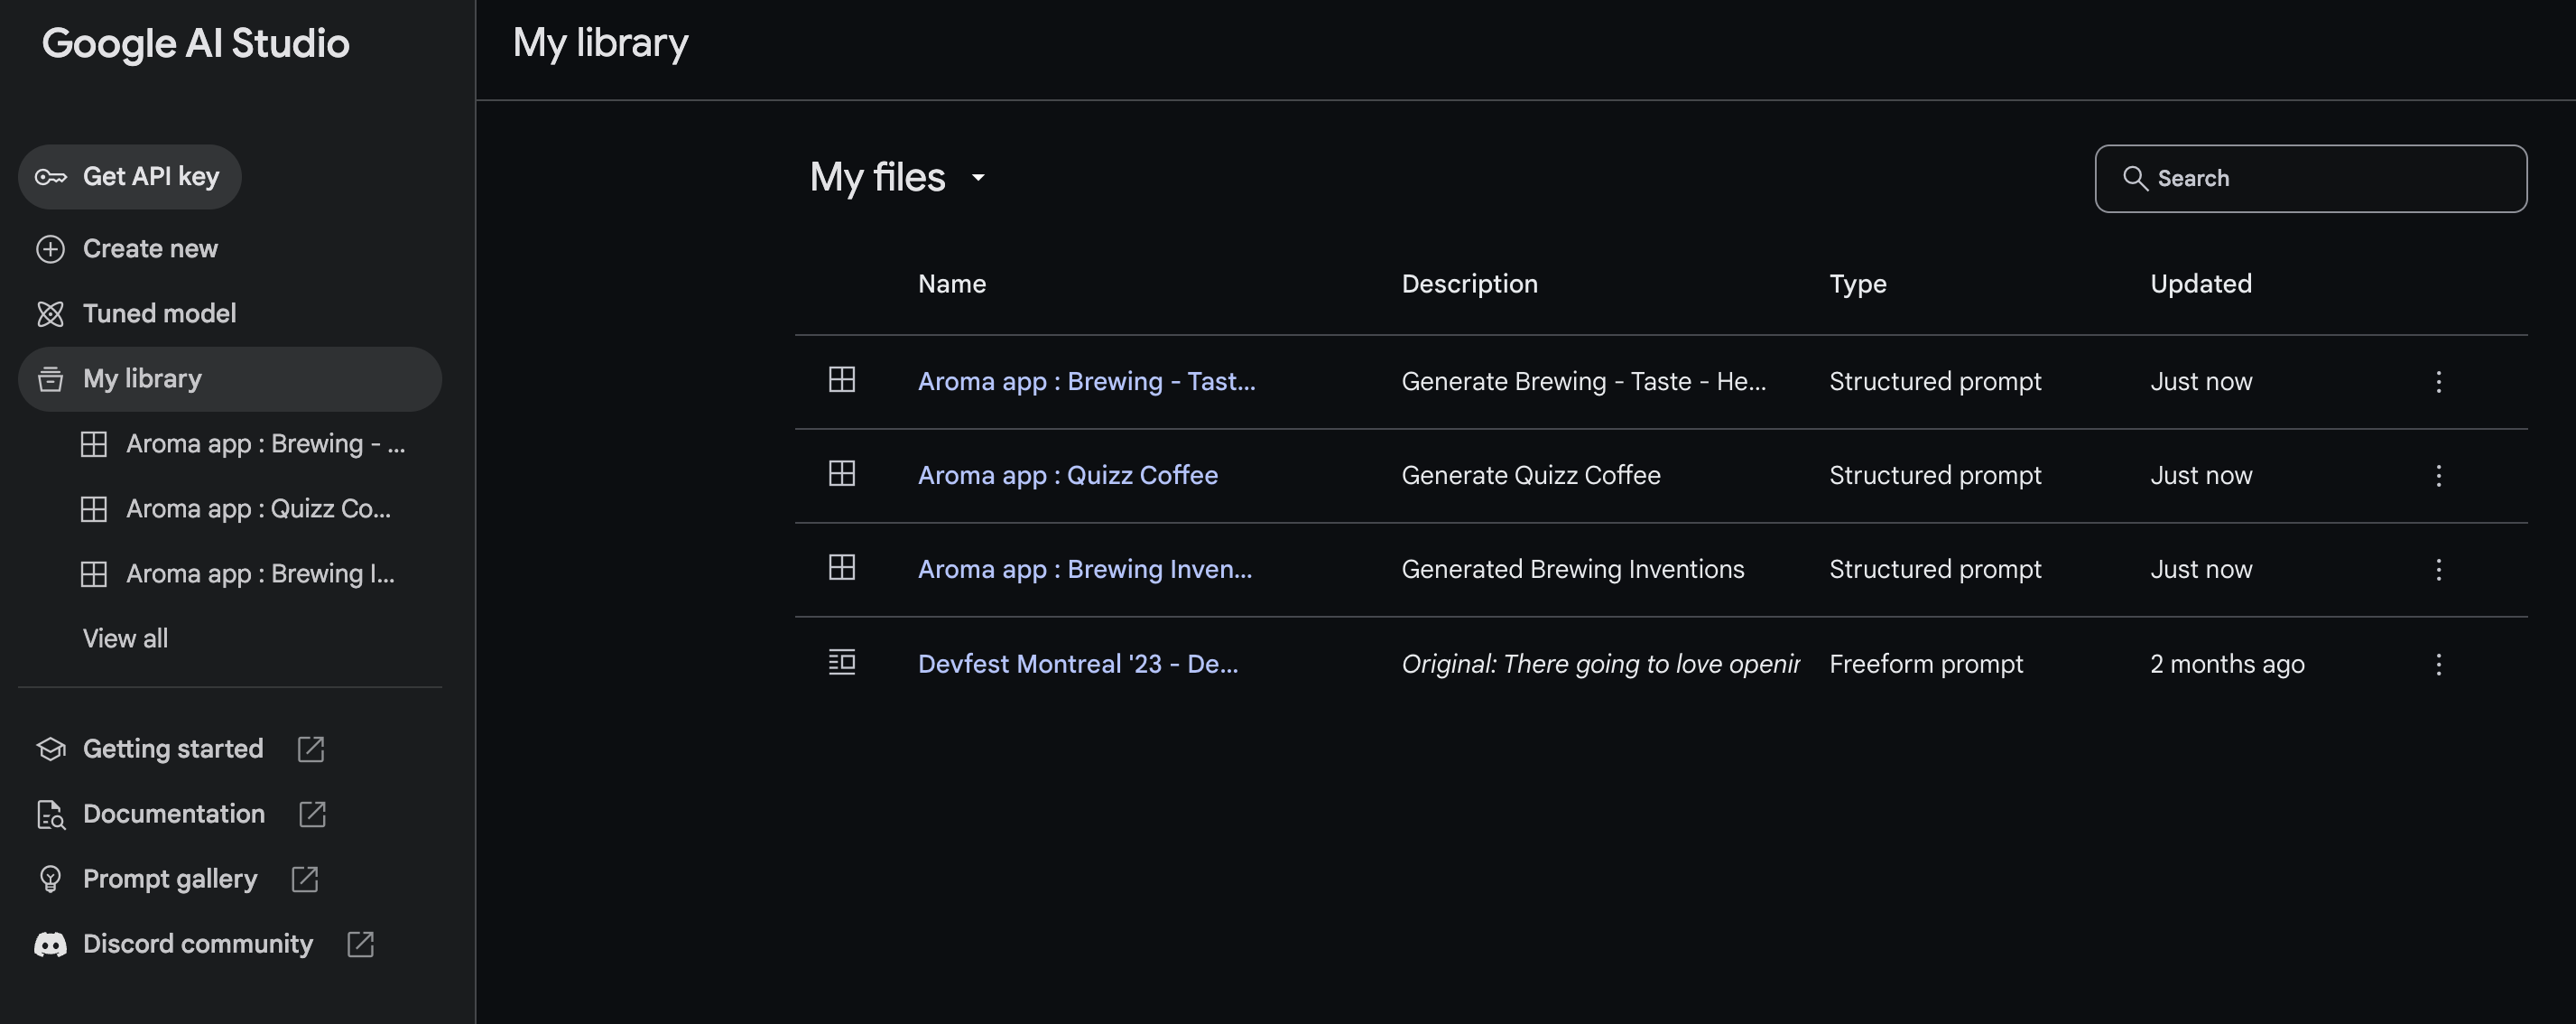 Google AI Studio
Get API key
Create new
Tuned model
My library
Aroma app : Brewing - ...
Aroma app : Quizz Co...
Aroma app : Brewing I...
View all
Getting started
Documentation
Prompt gallery
Discord community
My library
My files
Search
Name Description Type Updated
Aroma app : Brewing - Tast... Generate Brewing - Taste - He... Structured prompt Just now
Aroma app : Quizz Coffee Generate Quizz Coffee Structured prompt Just now
Aroma app : Brewing Inven... Generated Brewing Inventions Structured prompt Just now
Devfest Montreal '23 - De... Original: There going to love openin Freeform prompt 2 months ago